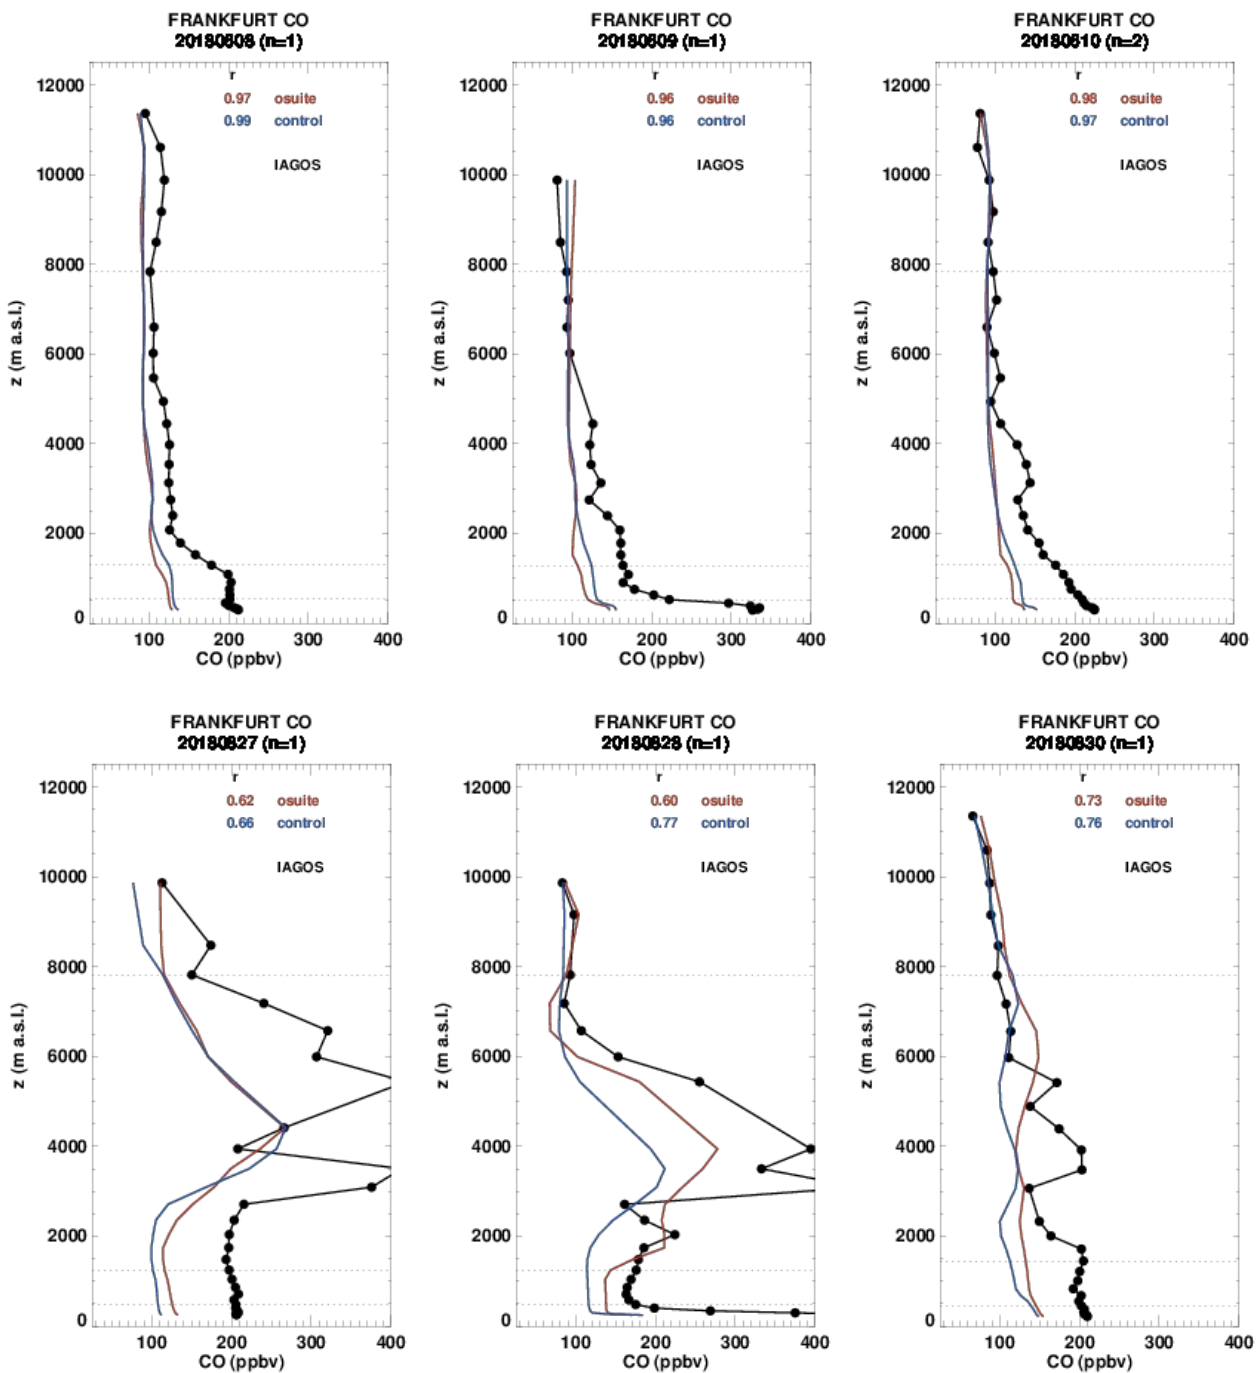 FRANKFURT CO
20180608 (n=1)
12000
10000
8000
6000
4000
2000
0
z (m a.s.l.)
r
0.97 osuite
0.99 control
IAGOS
100 200 300 400
CO (ppbv)
FRANKFURT CO
20180609 (n=1)
12000
10000
8000
6000
4000
2000
0
z (m a.s.l.)
r
0.96 osuite
0.96 control
IAGOS
100 200 300 400
CO (ppbv)
FRANKFURT CO
20180610 (n=2)
12000
10000
8000
6000
4000
2000
0
z (m a.s.l.)
r
0.98 osuite
0.97 control
IAGOS
100 200 300 400
CO (ppbv)
FRANKFURT CO
20180827 (n=1)
12000
10000
8000
6000
4000
2000
0
z (m a.s.l.)
r
0.62 osuite
0.66 control
IAGOS
100 200 300 400
CO (ppbv)
FRANKFURT CO
20180828 (n=1)
12000
10000
8000
6000
4000
2000
0
z (m a.s.l.)
r
0.60 osuite
0.77 control
IAGOS
100 200 300 400
CO (ppbv)
FRANKFURT CO
20180830 (n=1)
12000
10000
8000
6000
4000
2000
0
z (m a.s.l.)
r
0.73 osuite
0.76 control
IAGOS
100 200 300 400
CO (ppbv)